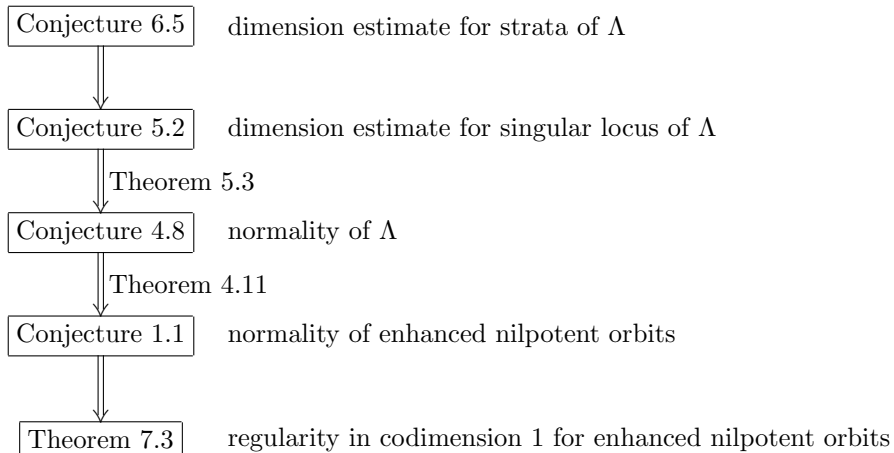 Conjecture 6.5 dimension estimate for strata of Λ
Conjecture 5.2 dimension estimate for singular locus of Λ
Theorem 5.3
Conjecture 4.8 normality of Λ
Theorem 4.11
Conjecture 1.1 normality of enhanced nilpotent orbits
Theorem 7.3 regularity in codimension 1 for enhanced nilpotent orbits